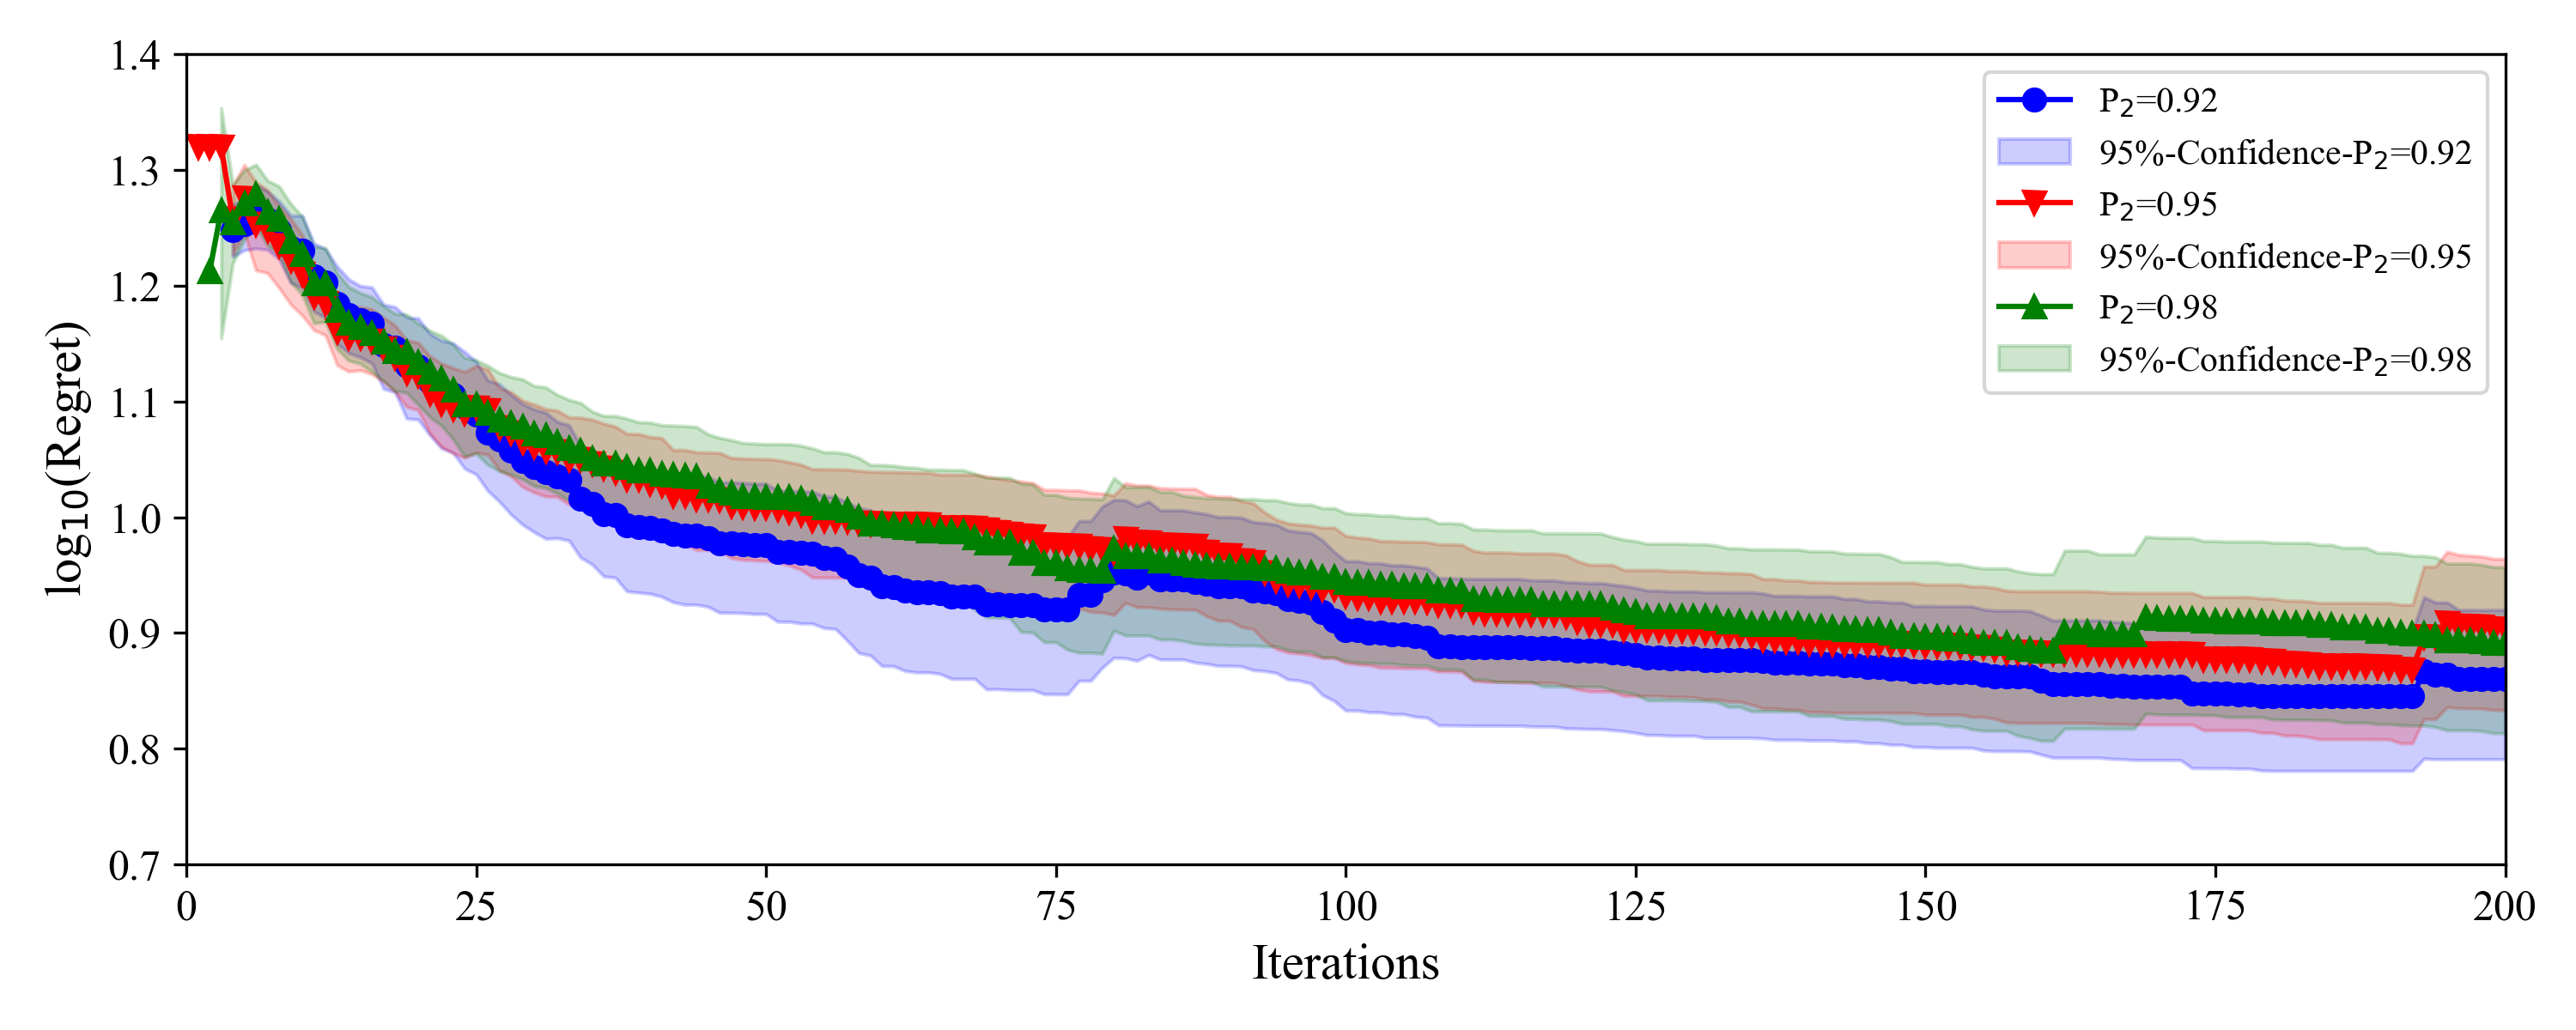 1.4
1.3
1.2
1.1
1.0
0.9
0.8
0.7
log10(Regret)
0 25 50 75 100 125 150 175 200
Iterations
P2=0.92
95%-Confidence-P2=0.92
P2=0.95
95%-Confidence-P2=0.95
P2=0.98
95%-Confidence-P2=0.98